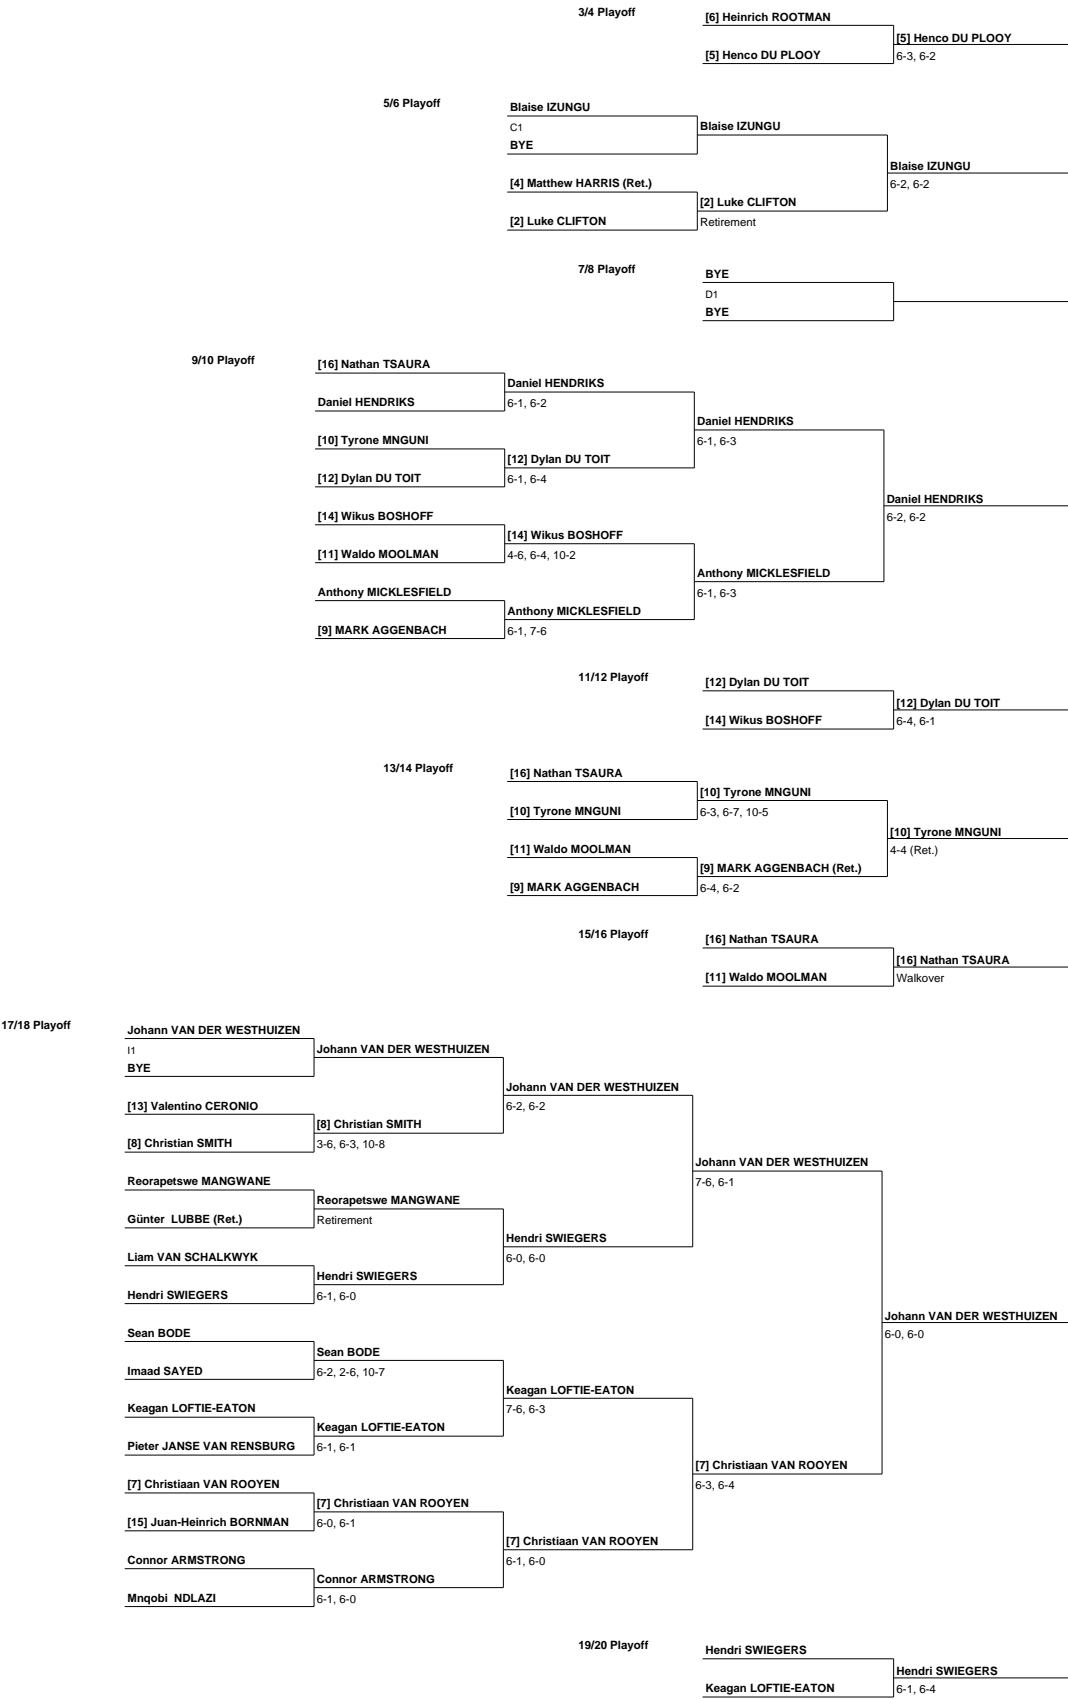 3/4 Playoff
[6] Heinrich ROOTMAN
[5] Henco DU PLOOY
[5] Henco DU PLOOY
6-3, 6-2
5/6 Playoff
Blaise IZUNGU
C1
BYE
Blaise IZUNGU
Blaise IZUNGU
6-2, 6-2
[4] Matthew HARRIS (Ret.)
[2] Luke CLIFTON
[2] Luke CLIFTON
Retirement
7/8 Playoff
BYE
D1
BYE
9/10 Playoff
[16] Nathan TSAURA
Daniel HENDRIKS
Daniel HENDRIKS
6-1, 6-2
Daniel HENDRIKS
6-1, 6-3
[10] Tyrone MNGUNI
[12] Dylan DU TOIT
[12] Dylan DU TOIT
6-1, 6-4
Daniel HENDRIKS
6-2, 6-2
[14] Wikus BOSHOFF
[14] Wikus BOSHOFF
[11] Waldo MOOLMAN
4-6, 6-4, 10-2
Anthony MICKLESFIELD
6-1, 6-3
Anthony MICKLESFIELD
Anthony MICKLESFIELD
[9] MARK AGGENBACH
6-1, 7-6
11/12 Playoff
[12] Dylan DU TOIT
[12] Dylan DU TOIT
[14] Wikus BOSHOFF
6-4, 6-1
13/14 Playoff
[16] Nathan TSAURA
[10] Tyrone MNGUNI
[10] Tyrone MNGUNI
6-3, 6-7, 10-5
[10] Tyrone MNGUNI
4-4 (Ret.)
[11] Waldo MOOLMAN
[9] MARK AGGENBACH (Ret.)
[9] MARK AGGENBACH
6-4, 6-2
15/16 Playoff
[16] Nathan TSAURA
[16] Nathan TSAURA
[11] Waldo MOOLMAN
Walkover
17/18 Playoff
Johann VAN DER WESTHUIZEN
I1
BYE
Johann VAN DER WESTHUIZEN
Johann VAN DER WESTHUIZEN
6-2, 6-2
[13] Valentino CERONIO
[8] Christian SMITH
[8] Christian SMITH
3-6, 6-3, 10-8
Johann VAN DER WESTHUIZEN
7-6, 6-1
Reorapetswe MANGWANE
Reorapetswe MANGWANE
Günter  LUBBE (Ret.)
Retirement
Hendri SWIEGERS
6-0, 6-0
Liam VAN SCHALKWYK
Hendri SWIEGERS
Hendri SWIEGERS
6-1, 6-0
Johann VAN DER WESTHUIZEN
6-0, 6-0
Sean BODE
Sean BODE
Imaad SAYED
6-2, 2-6, 10-7
Keagan LOFTIE-EATON
7-6, 6-3
Keagan LOFTIE-EATON
Keagan LOFTIE-EATON
Pieter JANSE VAN RENSBURG
6-1, 6-1
[7] Christiaan VAN ROOYEN
6-3, 6-4
[7] Christiaan VAN ROOYEN
[7] Christiaan VAN ROOYEN
[15] Juan-Heinrich BORNMAN
6-0, 6-1
[7] Christiaan VAN ROOYEN
6-1, 6-0
Connor ARMSTRONG
Connor ARMSTRONG
Mnqobi  NDLAZI
6-1, 6-0
19/20 Playoff
Hendri SWIEGERS
Hendri SWIEGERS
Keagan LOFTIE-EATON
6-1, 6-4